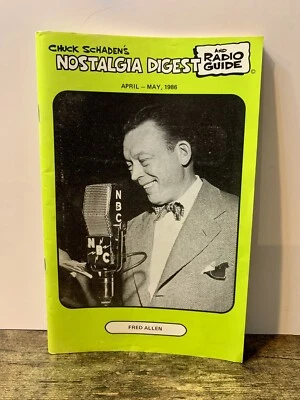 CHUCK SCHADEN'S
NOSTALGIA DIGEST
AND
RADIO
GUIDE
©
APRIL – MAY, 1986
NBC
NBC
FRED ALLEN